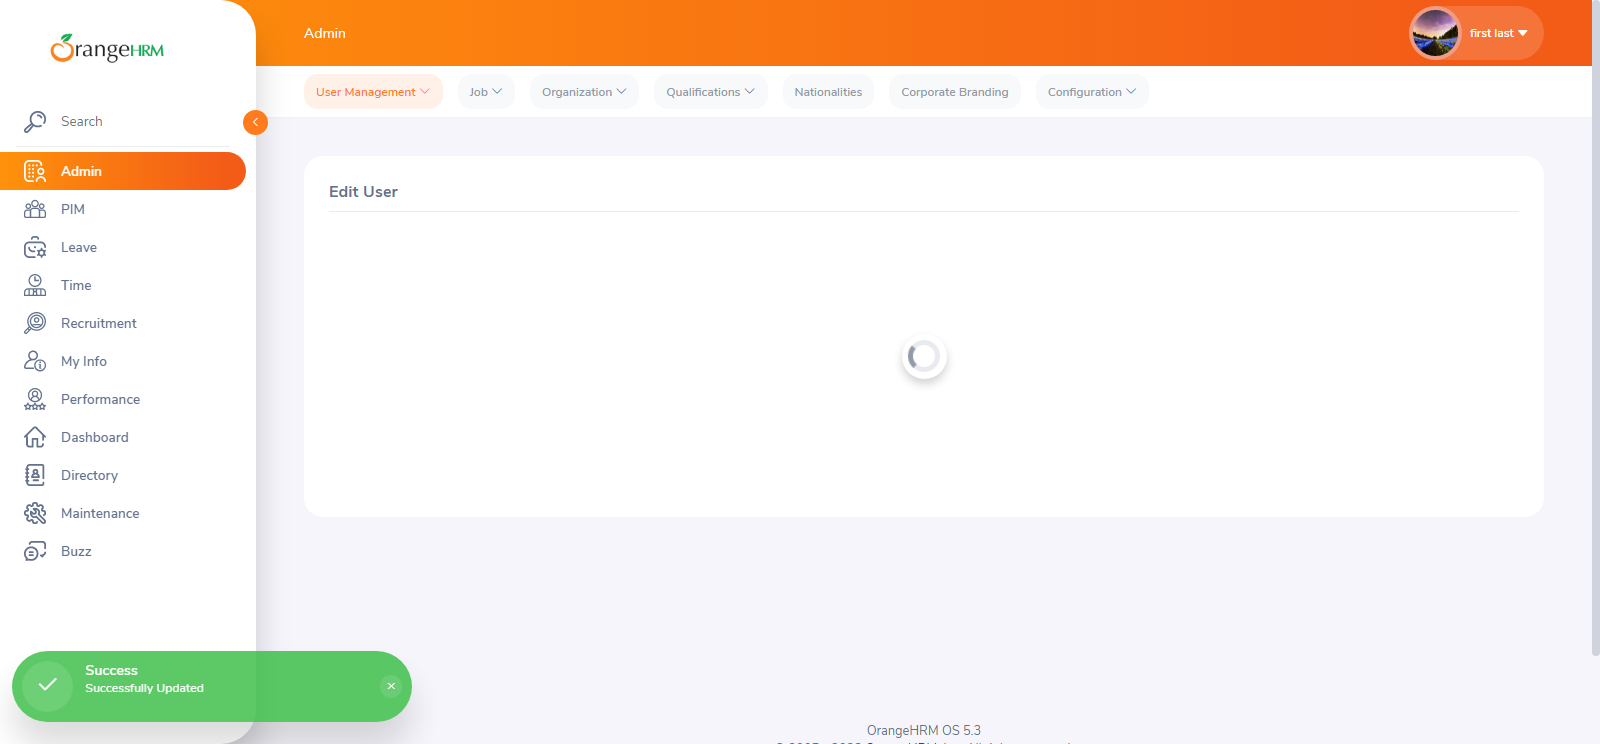 OrangeHRM
Admin
first last
User Management
Job
Organization
Qualifications
Nationalities
Corporate Branding
Configuration
Search
Admin
PIM
Leave
Time
Recruitment
My Info
Performance
Dashboard
Directory
Maintenance
Buzz
Edit User
Success
Successfully Updated
OrangeHRM OS 5.3